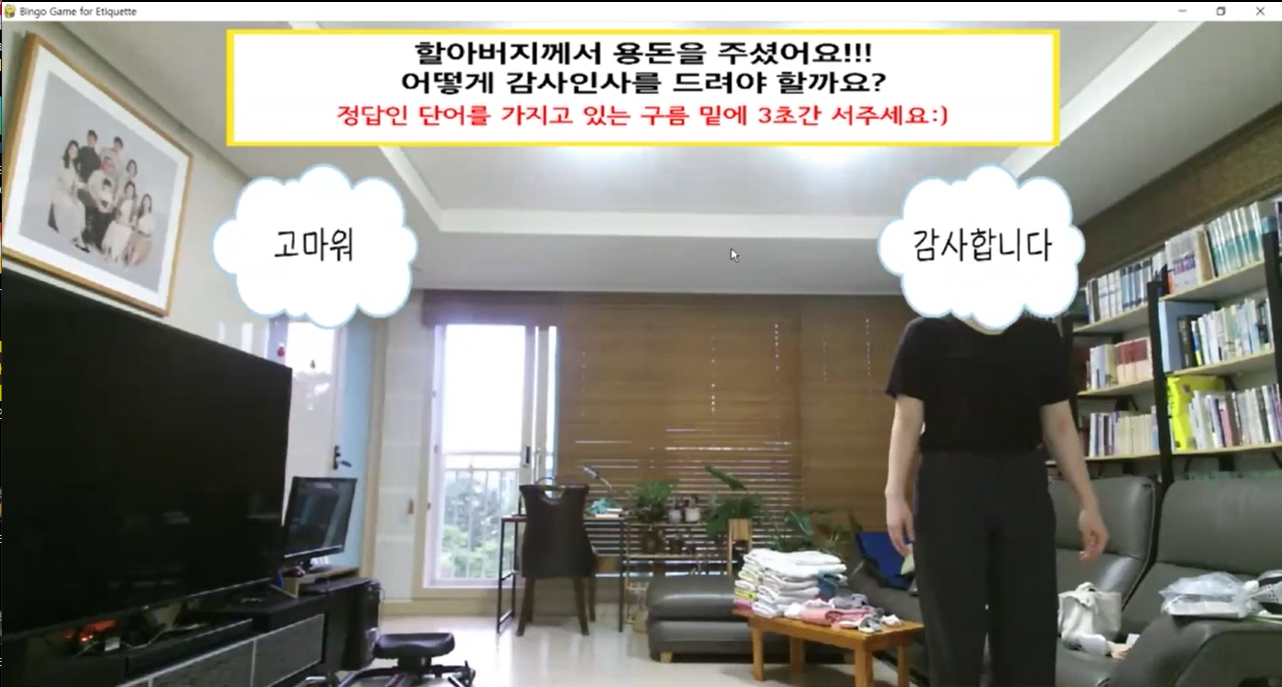 Bingo Game for Etiquette
할아버지께서 용돈을 주셨어요!!!
어떻게 감사인사를 드려야 할까요?
정답인 단어를 가지고 있는 구름 밑에 3초간 서주세요:)
고마워
감사합니다